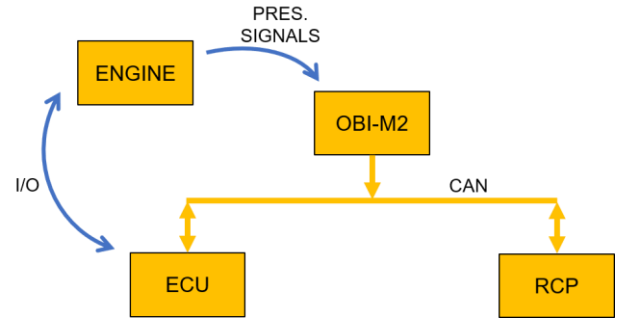 PRES.
SIGNALS
ENGINE
OBI-M2
I/O
CAN
ECU
RCP